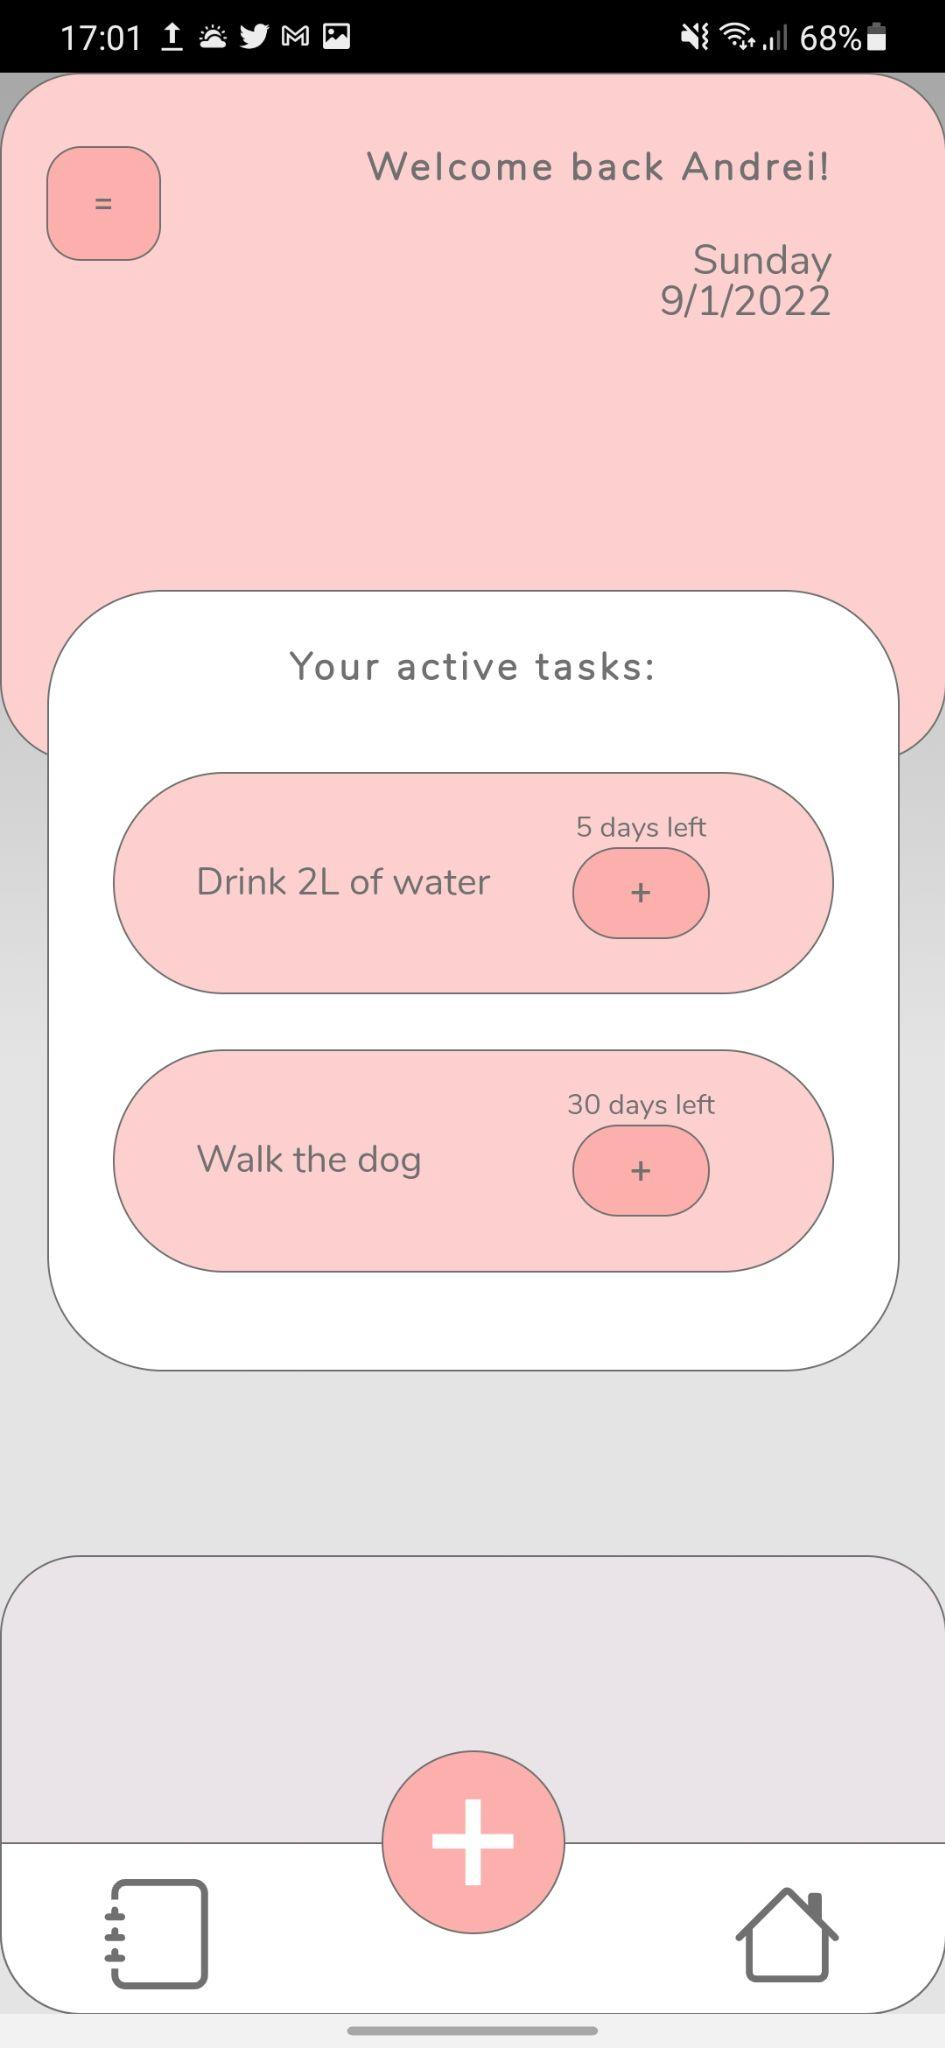 17:01
68%
Welcome back Andrei!
=
Sunday
9/1/2022
Your active tasks:
5 days left
Drink 2L of water
+
30 days left
Walk the dog
+
+